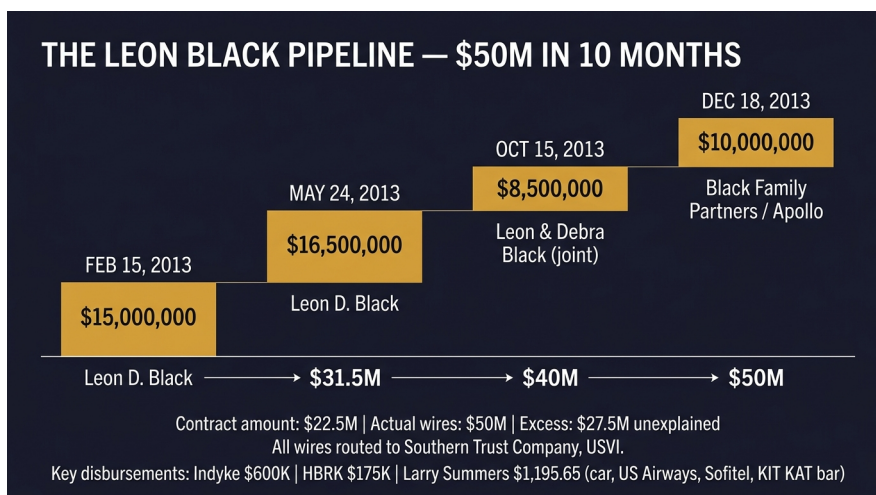 THE LEON BLACK PIPELINE — $50M IN 10 MONTHS
DEC 18, 2013
$10,000,000
Black Family
Partners / Apollo
OCT 15, 2013
$8,500,000
Leon & Debra
Black (joint)
MAY 24, 2013
$16,500,000
Leon D. Black
FEB 15, 2013
$15,000,000
Leon D. Black
$31.5M
$40M
$50M
Contract amount: $22.5M | Actual wires: $50M | Excess: $27.5M unexplained
All wires routed to Southern Trust Company, USVI.
Key disbursements: Indyke $600K | HBRK $175K | Larry Summers $1,195.65 (car, US Airways, Sofitel, KIT KAT bar)